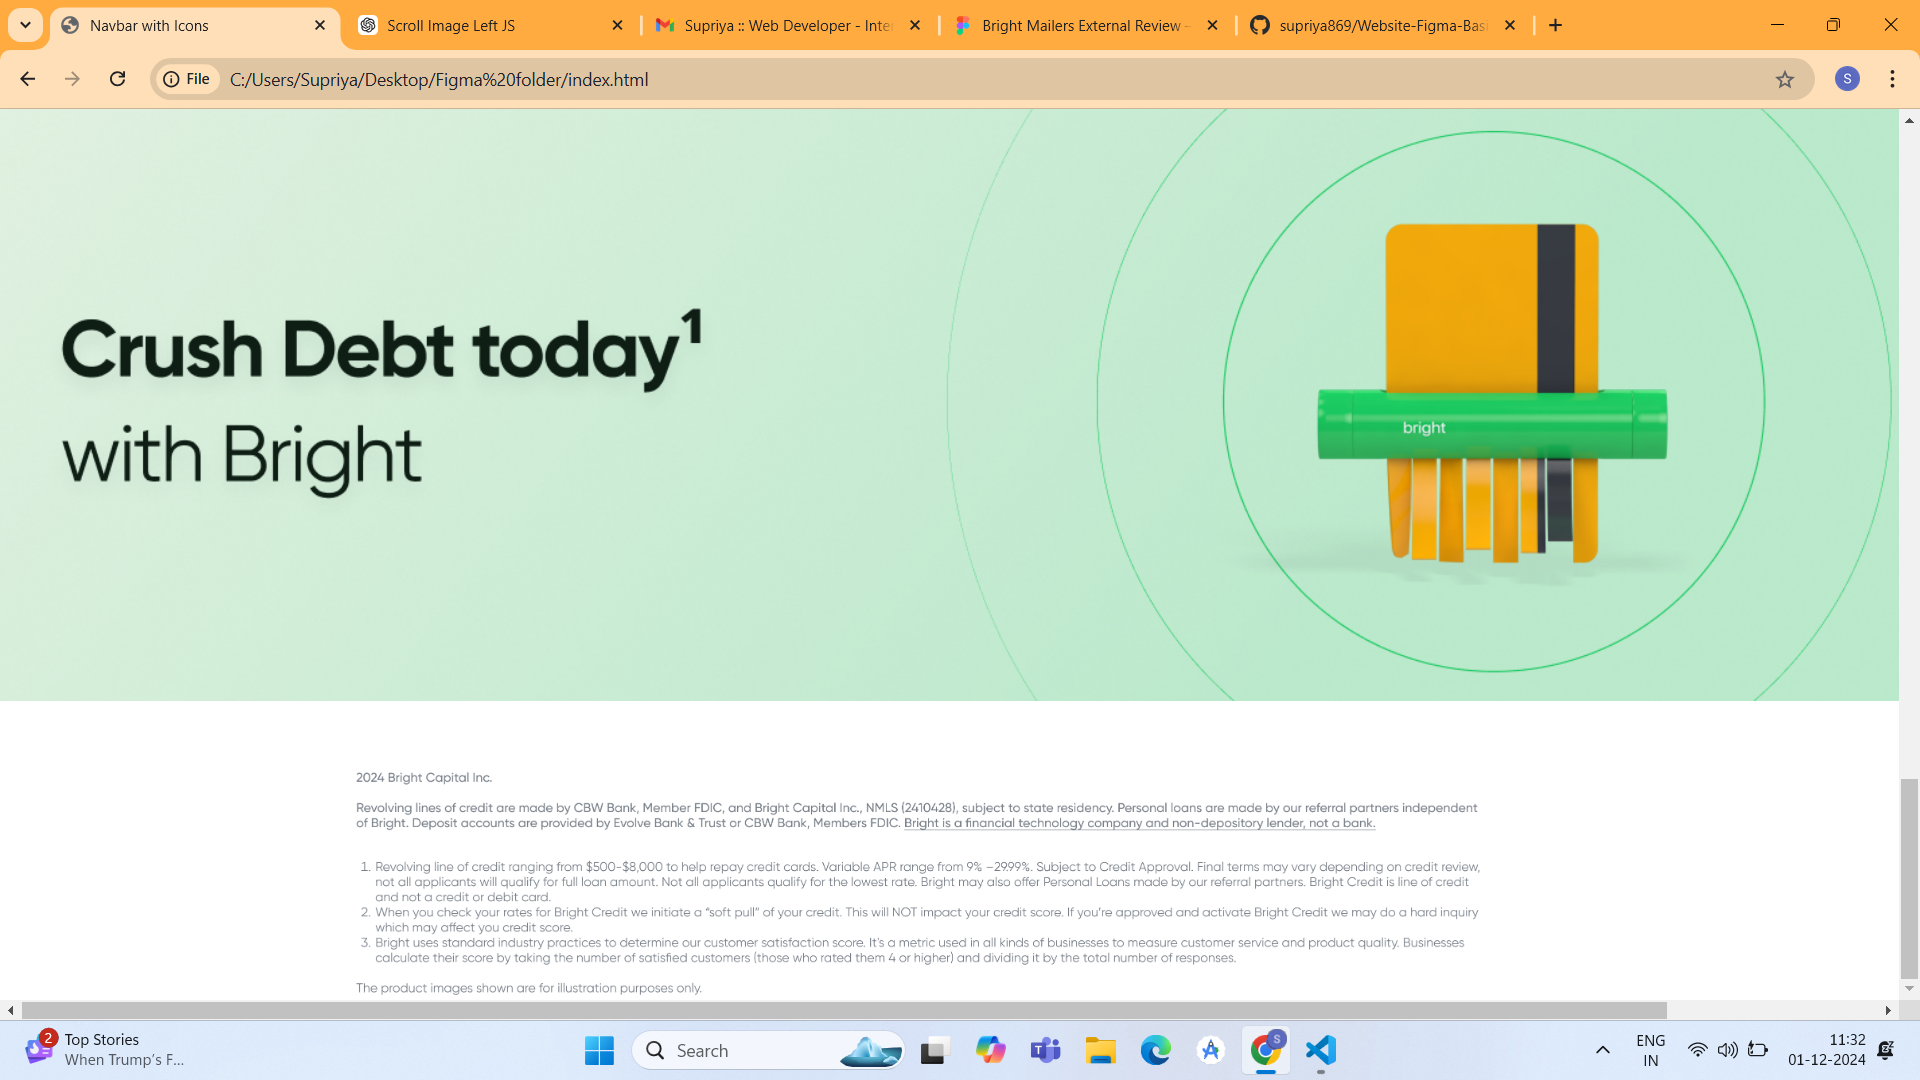 Navbar with Icons
Scroll Image Left JS
Supriya :: Web Developer - Inter
Bright Mailers External Review -
supriya869/Website-Figma-Bas
File
C:/Users/Supriya/Desktop/Figma%20folder/index.html
S
Crush Debt today¹
with Bright
bright
2024 Bright Capital Inc.
Revolving lines of credit are made by CBW Bank, Member FDIC, and Bright Capital Inc., NMLS (2410428), subject to state residency. Personal loans are made by our referral partners independent
of Bright. Deposit accounts are provided by Evolve Bank & Trust or CBW Bank, Members FDIC. Bright is a financial technology company and non-depository lender, not a bank.
1. Revolving line of credit ranging from $500-$8,000 to help repay credit cards. Variable APR range from 9% –29.99%. Subject to Credit Approval. Final terms may vary depending on credit review,
not all applicants will qualify for full loan amount. Not all applicants qualify for the lowest rate. Bright may also offer Personal Loans made by our referral partners. Bright Credit is line of credit
and not a credit or debit card.
2. When you check your rates for Bright Credit we initiate a “soft pull” of your credit. This will NOT impact your credit score. If you’re approved and activate Bright Credit we may do a hard inquiry
which may affect you credit score.
3. Bright uses standard industry practices to determine our customer satisfaction score. It's a metric used in all kinds of businesses to measure customer service and product quality. Businesses
calculate their score by taking the number of satisfied customers (those who rated them 4 or higher) and dividing it by the total number of responses.
The product images shown are for illustration purposes only.
2
Top Stories
When Trump's F...
Search
S
ENG
IN
11:32
01-12-2024